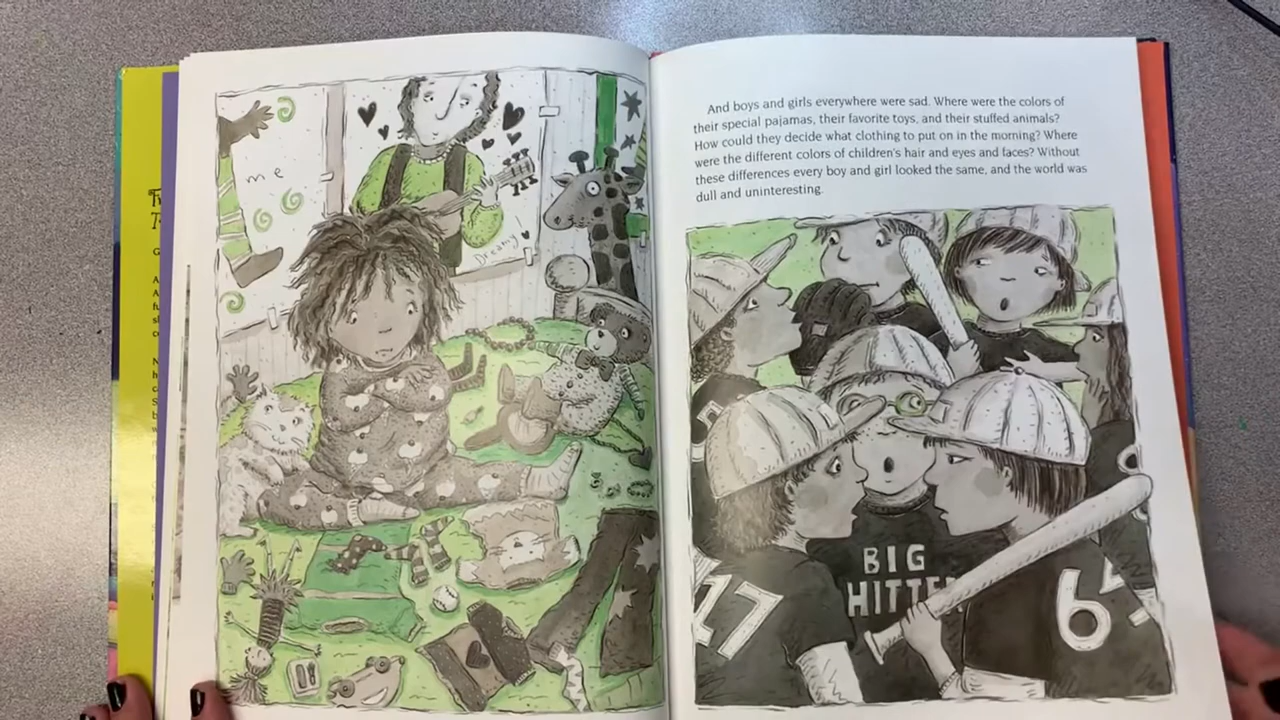 me
Dreamy
And boys and girls everywhere were sad. Where were the colors of
their special pajamas, their favorite toys, and their stuffed animals?
How could they decide what clothing to put on in the morning? Where
were the different colors of children's hair and eyes and faces? Without
these differences every boy and girl looked the same, and the world was
dull and uninteresting.
BIG
HITTE
17
64